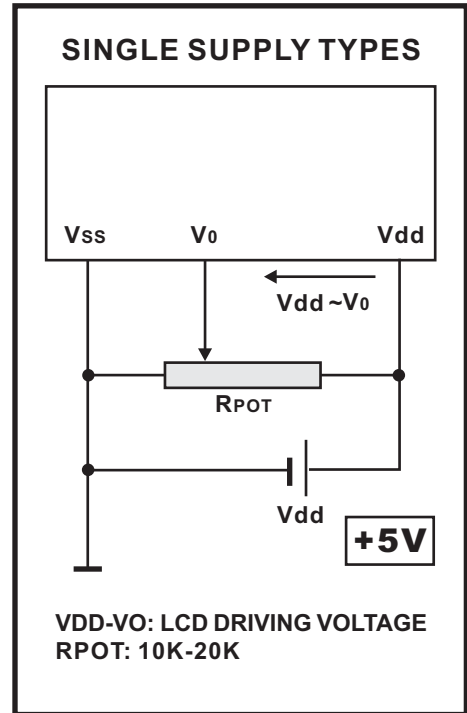 SINGLE SUPPLY TYPES
VSS V0 Vdd
Vdd ~V0
RPOT
Vdd
+5V
VDD-VO: LCD DRIVING VOLTAGE
RPOT: 10K-20K